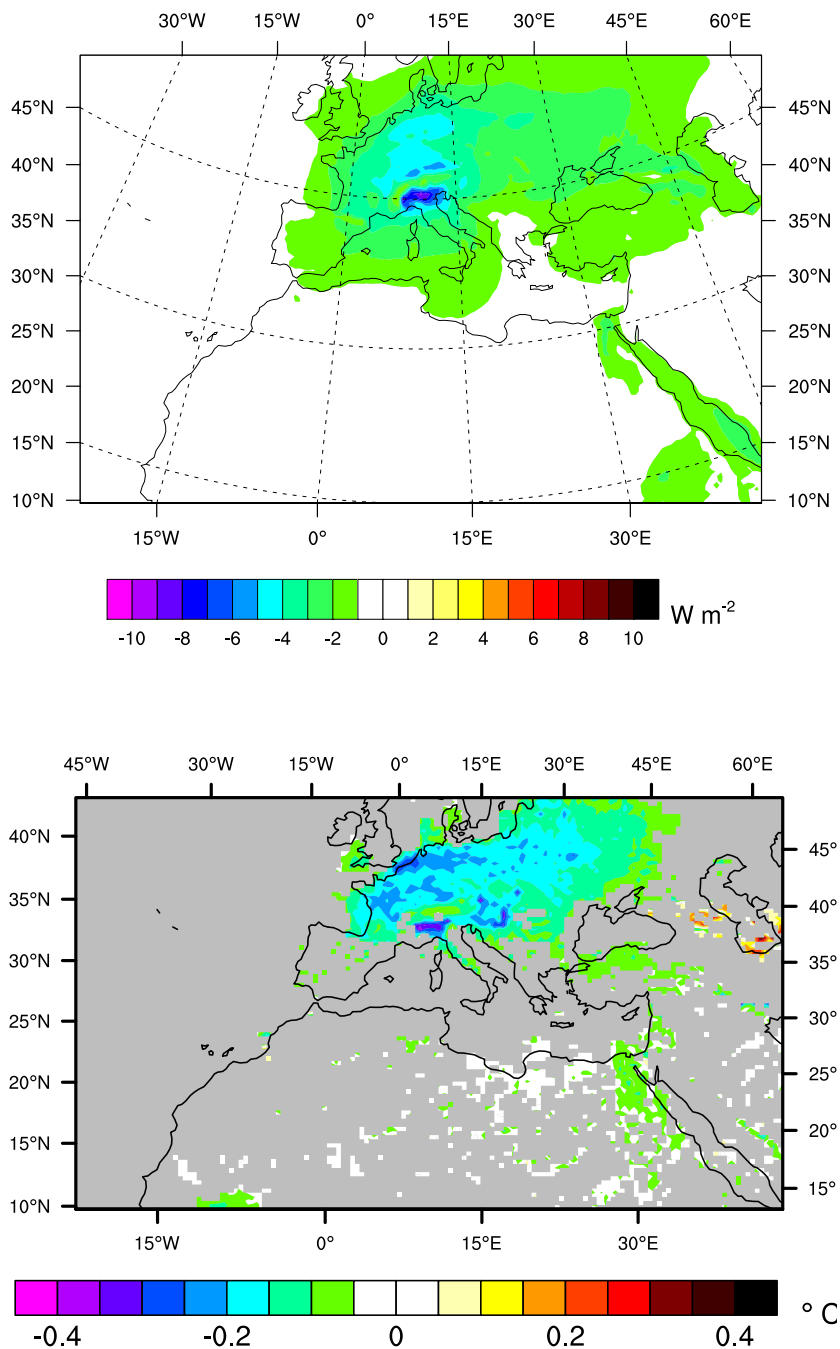 30°W 15°W 0° 15°E 30°E 45°E 60°E
45°N 45°N
40°N 40°N
35°N 35°N
30°N 30°N
25°N 25°N
20°N 20°N
15°N 15°N
10°N 10°N
15°W 0° 15°E 30°E
W m-2
-10 -8 -6 -4 -2 0 2 4 6 8 10
45°W 30°W 15°W 0° 15°E 30°E 45°E 60°E
40°N 45°
35°N 40°N
30°N 35°N
25°N 30°N
20°N 25°N
15°N 20°N
10°N 15°
15°W 0° 15°E 30°E
° C
-0.4 -0.2 0 0.2 0.4